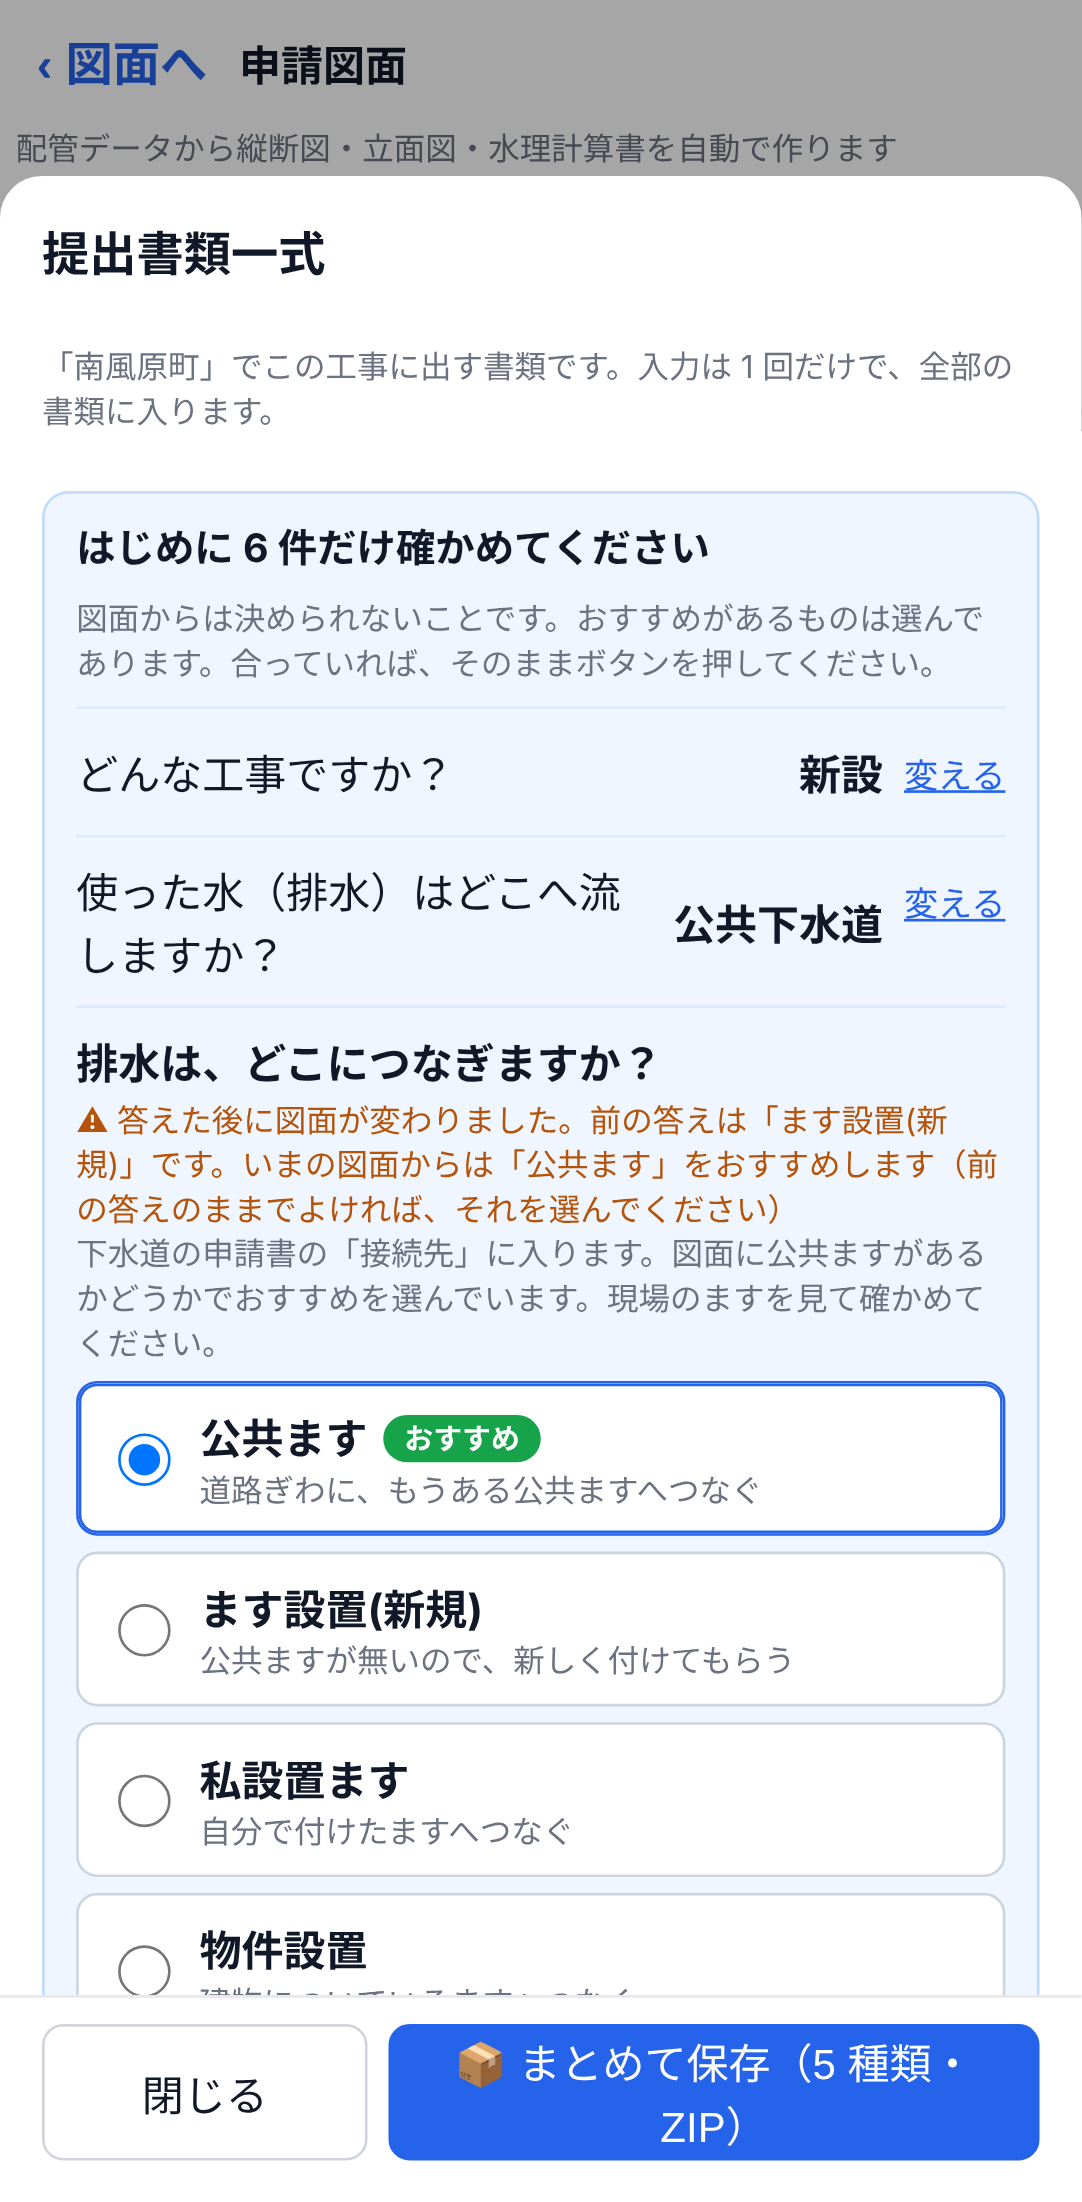 ‹ 図面へ 申請図面
配管データから縦断図・立面図・水理計算書を自動で作ります
提出書類一式
「南風原町」でこの工事に出す書類です。入力は 1 回だけで、全部の
書類に入ります。
はじめに 6 件だけ確かめてください
図面からは決められないことです。おすすめがあるものは選んで
あります。合っていれば、そのままボタンを押してください。
どんな工事ですか？ 新設 変える
使った水（排水）はどこへ流
しますか？ 公共下水道 変える
排水は、どこにつなぎますか？
⚠ 答えた後に図面が変わりました。前の答えは「ます設置(新
規)」です。いまの図面からは「公共ます」をおすすめします（前
の答えのままでよければ、それを選んでください）
下水道の申請書の「接続先」に入ります。図面に公共ますがある
かどうかでおすすめを選んでいます。現場のますを見て確かめて
ください。
公共ます おすすめ
道路ぎわに、もうある公共ますへつなぐ
ます設置(新規)
公共ますが無いので、新しく付けてもらう
私設置ます
自分で付けたますへつなぐ
物件設置
閉じる
📦 まとめて保存（5 種類・
ZIP）